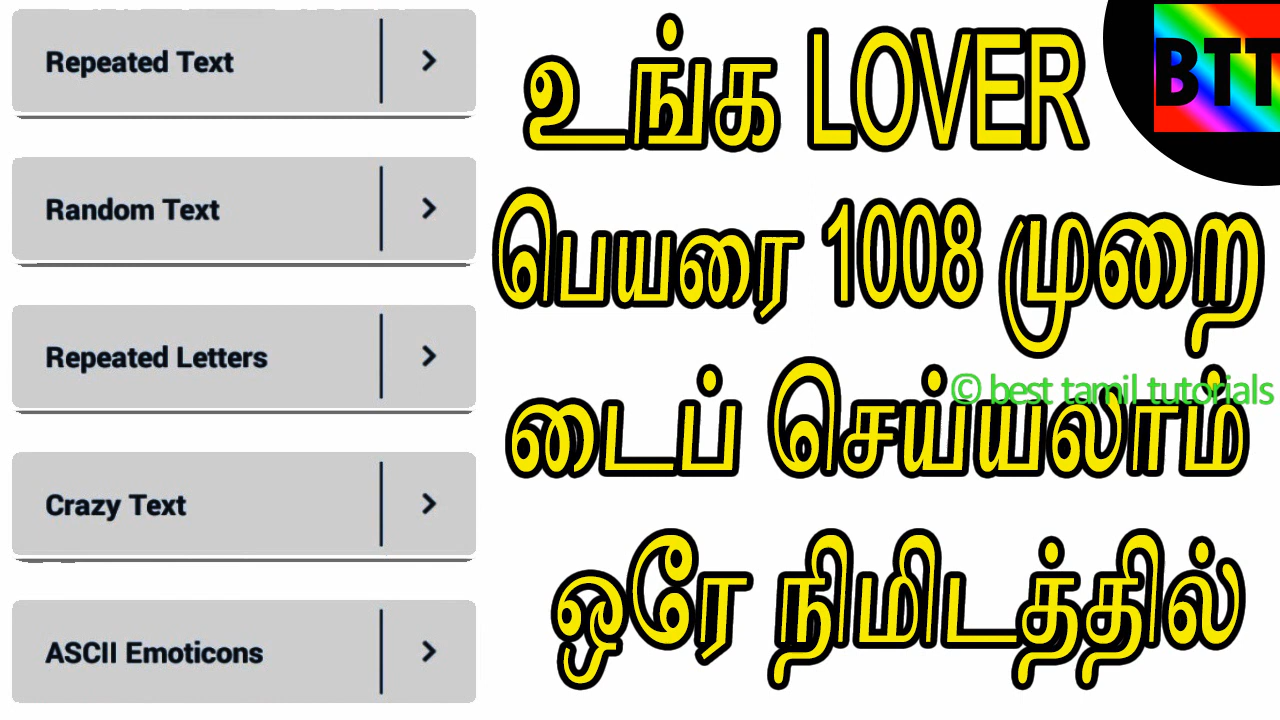 Repeated Text
Random Text
Repeated Letters
Crazy Text
ASCII Emoticons
உங்க LOVER
பெயரை 1008 முறை
டைப் செய்யலாம்
ஒரே நிமிடத்தில்
BTT
© best tamil tutorials